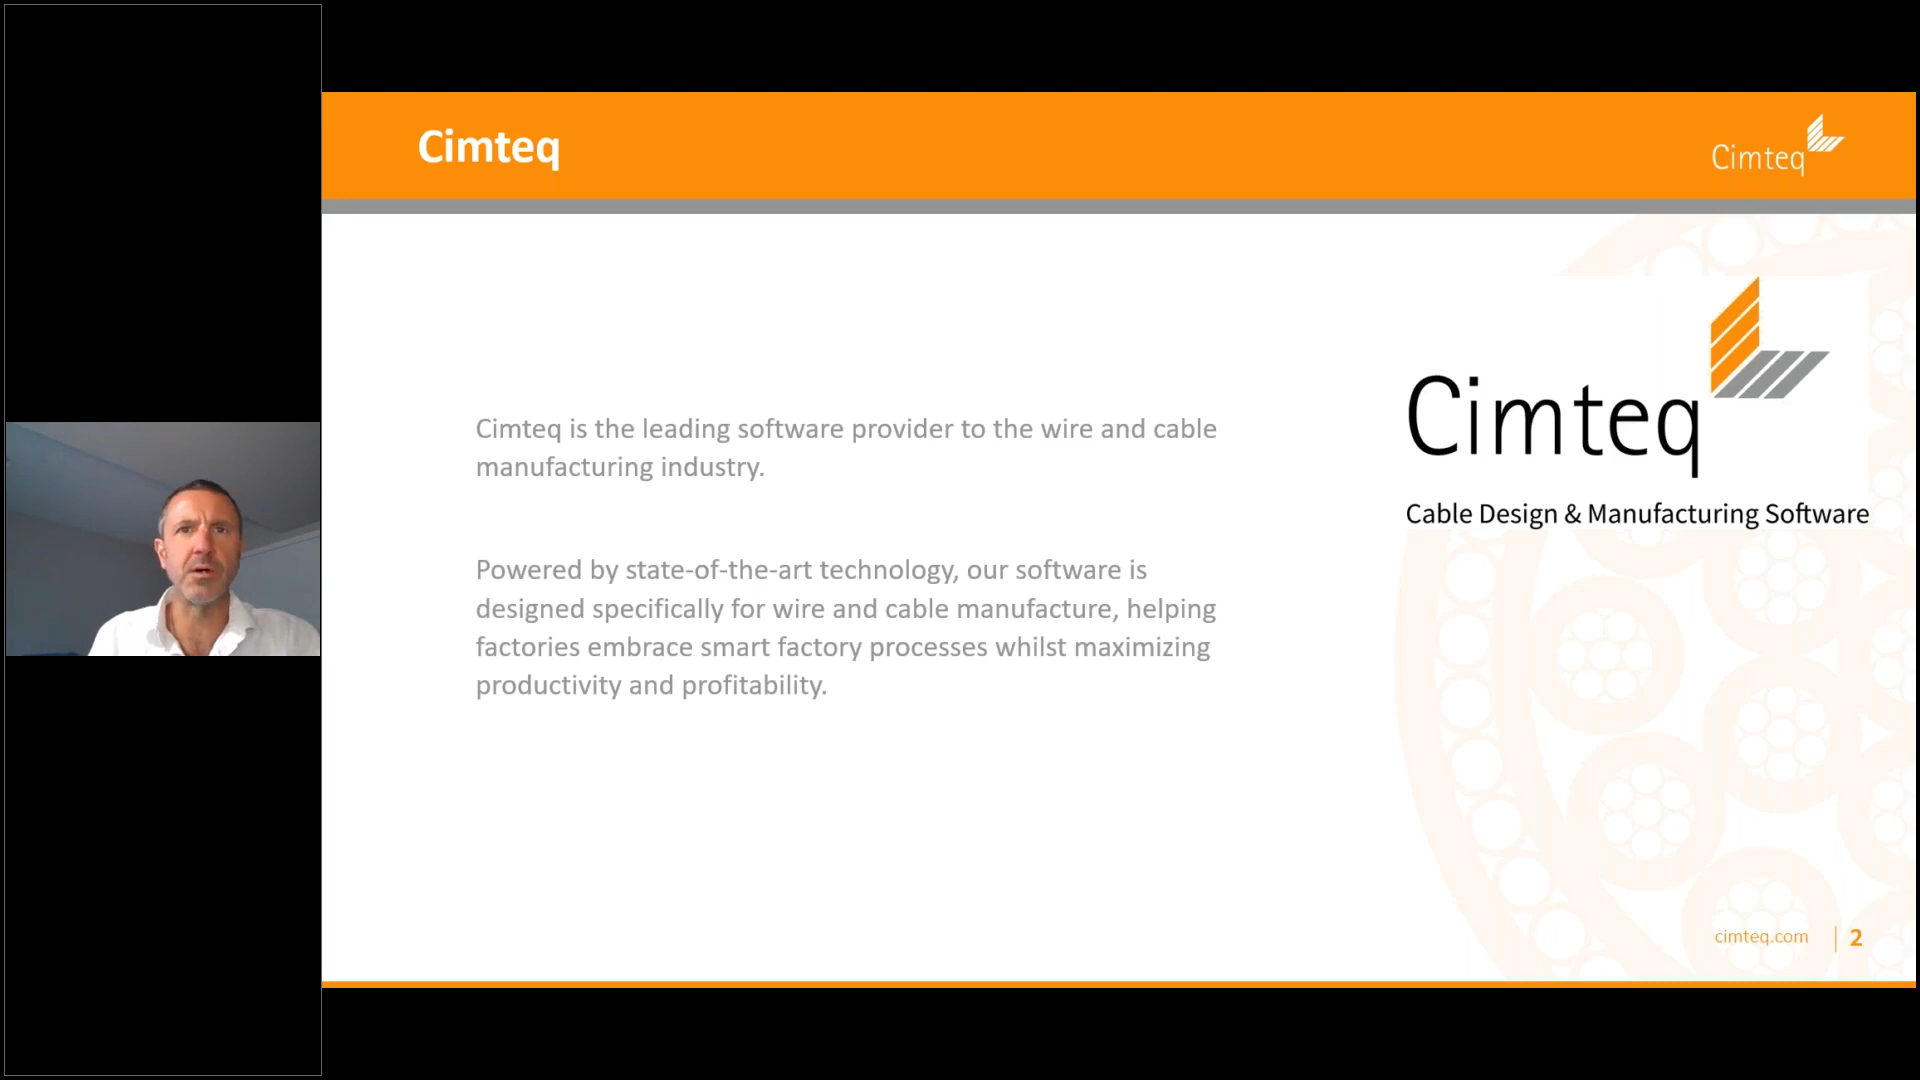 Cimteq
Cimteq
Cimteq is the leading software provider to the wire and cable
manufacturing industry.
Powered by state-of-the-art technology, our software is
designed specifically for wire and cable manufacture, helping
factories embrace smart factory processes whilst maximizing
productivity and profitability.
Cimteq
Cable Design & Manufacturing Software
cimteq.com | 2